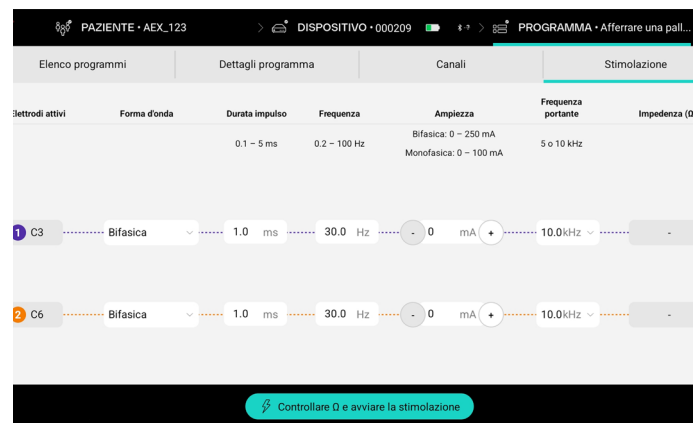 PAZIENTE • AEX_123 > DISPOSITIVO • 000209 > PROGRAMMA • Afferrare una pall...
Elenco programmi Dettagli programma Canali Stimolazione
Elettrodi attivi Forma d'onda Durata impulso Frequenza Ampiezza Frequenza portante Impedenza (Ω
0.1 – 5 ms 0.2 – 100 Hz Bifasica: 0 – 250 mA 5 o 10 kHz
Monofasica: 0 – 100 mA
1 C3 Bifasica 1.0 ms 30.0 Hz - 0 mA + 10.0kHz -
2 C6 Bifasica 1.0 ms 30.0 Hz - 0 mA + 10.0kHz -
Controllare Ω e avviare la stimolazione